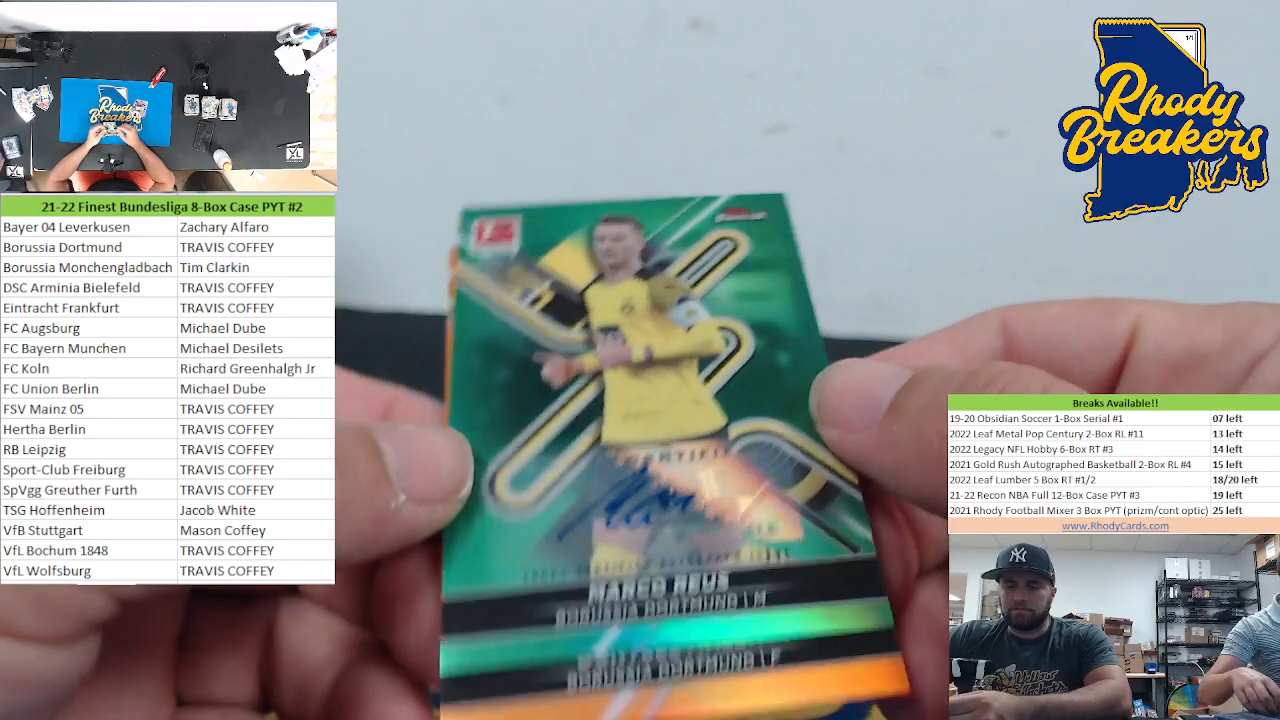 21-22 Finest Bundesliga 8-Box Case PYT #2
Bayer 04 Leverkusen Zachary Alfaro
Borussia Dortmund TRAVIS COFFEY
Borussia Monchengladbach Tim Clarkin
DSC Arminia Bielefeld TRAVIS COFFEY
Eintracht Frankfurt TRAVIS COFFEY
FC Augsburg Michael Dube
FC Bayern Munchen Michael Desilets
FC Koln Richard Greenhalgh Jr
FC Union Berlin Michael Dube
FSV Mainz 05 TRAVIS COFFEY
Hertha Berlin TRAVIS COFFEY
RB Leipzig TRAVIS COFFEY
Sport-Club Freiburg TRAVIS COFFEY
SpVgg Greuther Furth TRAVIS COFFEY
TSG Hoffenheim Jacob White
VfB Stuttgart Mason Coffey
VfL Bochum 1848 TRAVIS COFFEY
VfL Wolfsburg TRAVIS COFFEY
Rhody
Breakers
MARCO REUS
BORUSSIA DORTMUND | M
BORUSSIA DORTMUND | F
1/1
Rhody
Breakers
Breaks Available!!
19-20 Obsidian Soccer 1-Box Serial #1 07 left
2022 Leaf Metal Pop Century 2-Box RL #11 13 left
2022 Legacy NFL Hobby 6-Box RT #3 14 left
2021 Gold Rush Autographed Basketball 2-Box RL #4 15 left
2022 Leaf Lumber 5 Box RT #1/2 18/20 left
21-22 Recon NBA Full 12-Box Case PYT #3 19 left
2021 Rhody Football Mixer 3 Box PYT (prizm/cont optic) 25 left
www.RhodyCards.com